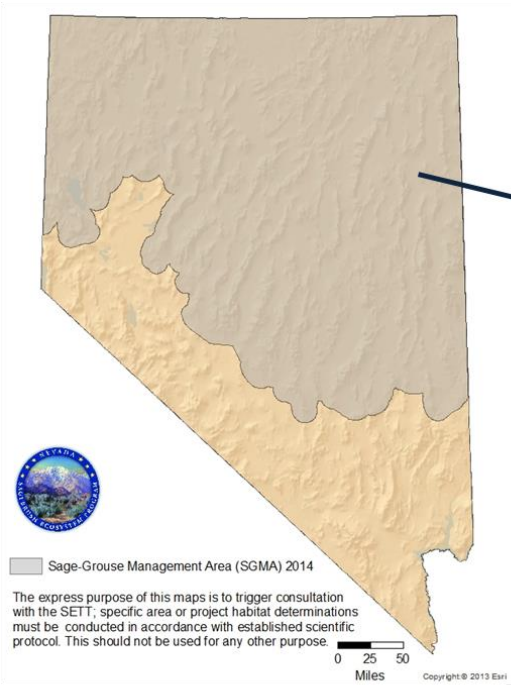 NEVADA
SAGEBRUSH ECOSYSTEM PROGRAM
Sage-Grouse Management Area (SGMA) 2014
The express purpose of this maps is to trigger consultation
with the SETT; specific area or project habitat determinations
must be conducted in accordance with established scientific
protocol. This should not be used for any other purpose.
0 25 50
Miles
Copyright:© 2013 Esri